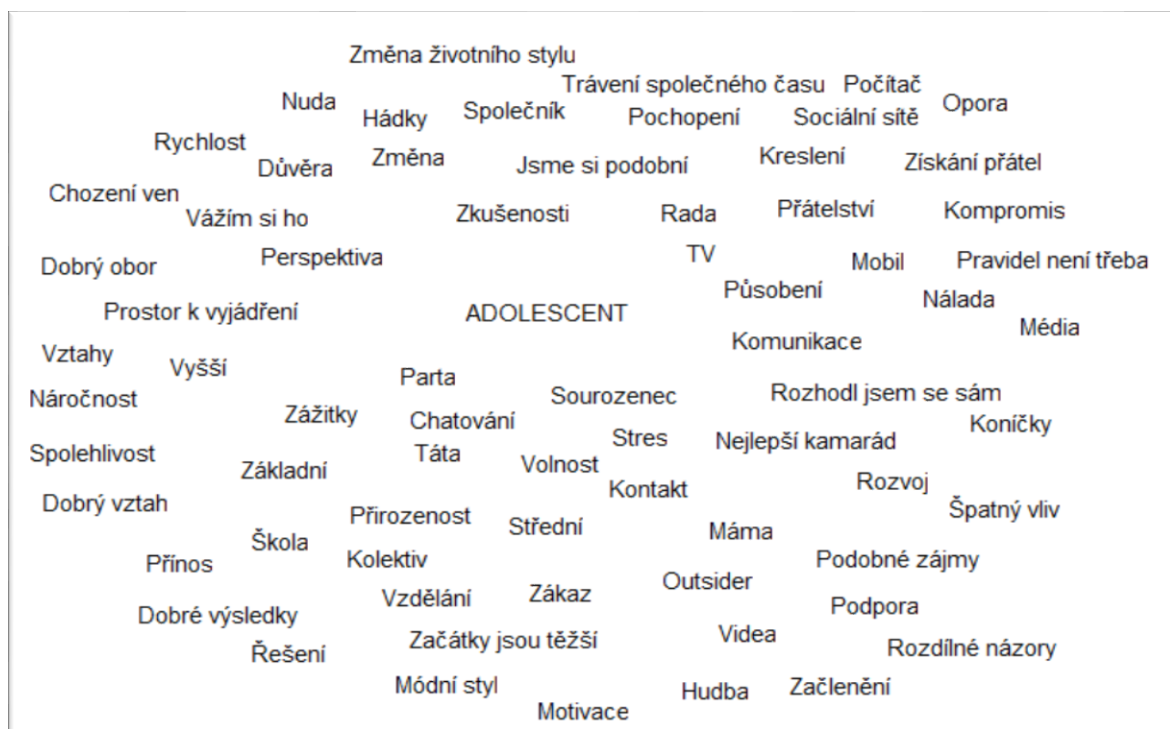 Změna životního stylu
Trávení společného času
Počítač
Nuda
Hádky
Společník
Pochopení
Sociální sítě
Opora
Rychlost
Důvěra
Změna
Jsme si podobní
Kreslení
Získání přátel
Chození ven
Vážím si ho
Zkušenosti
Rada
Přátelství
Kompromis
Dobrý obor
Perspektiva
TV
Mobil
Pravidel není třeba
Působení
Nálada
Prostor k vyjádření
ADOLESCENT
Média
Komunikace
Vztahy
Vyšší
Parta
Sourozenec
Rozhodl jsem se sám
Náročnost
Zážitky
Chatování
Koníčky
Stres
Nejlepší kamarád
Spolehlivost
Základní
Táta
Volnost
Kontakt
Rozvoj
Dobrý vztah
Přirozenost
Střední
Máma
Špatný vliv
Škola
Přínos
Kolektiv
Podobné zájmy
Outsider
Vzdělání
Zákaz
Podpora
Dobré výsledky
Začátky jsou těžší
Videa
Rozdílné názory
Řešení
Módní styl
Hudba
Začlenění
Motivace